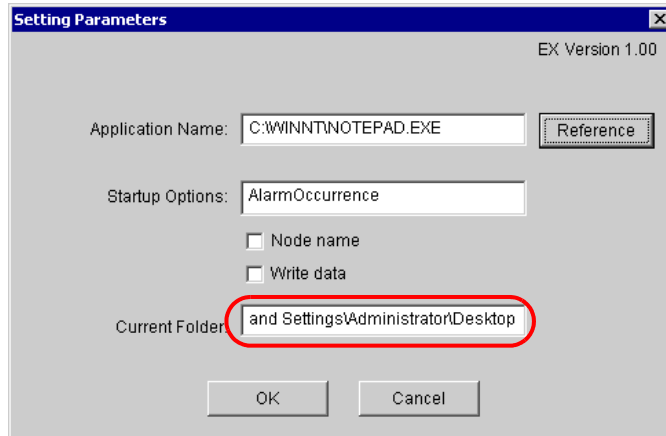 Setting Parameters
EX Version 1.00
Application Name: C:\WINNT\NOTEPAD.EXE Reference
Startup Options: AlarmOccurrence
Node name
Write data
Current Folder: and Settings\Administrator\Desktop
OK Cancel